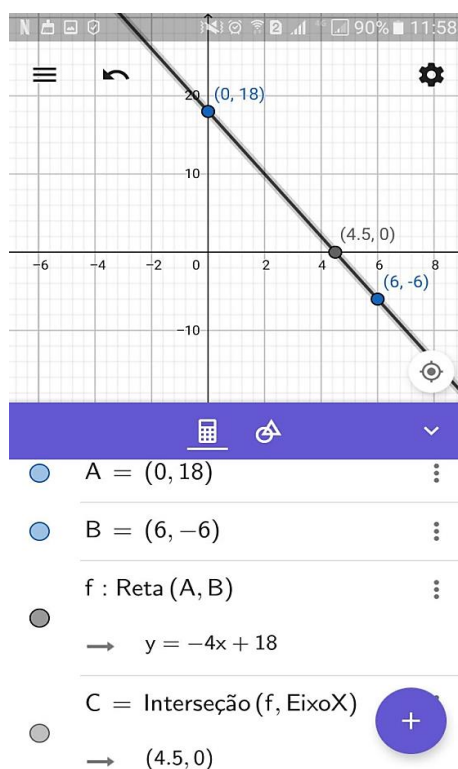 90% 11:58
20
(0, 18)
10
(4.5, 0)
−6 −4 −2 0 2 4 6 8
(6, -6)
−10
A = (0, 18)
B = (6, −6)
f : Reta (A, B)
→ y = −4x + 18
C = Interseção (f, EixoX)
→ (4.5, 0)